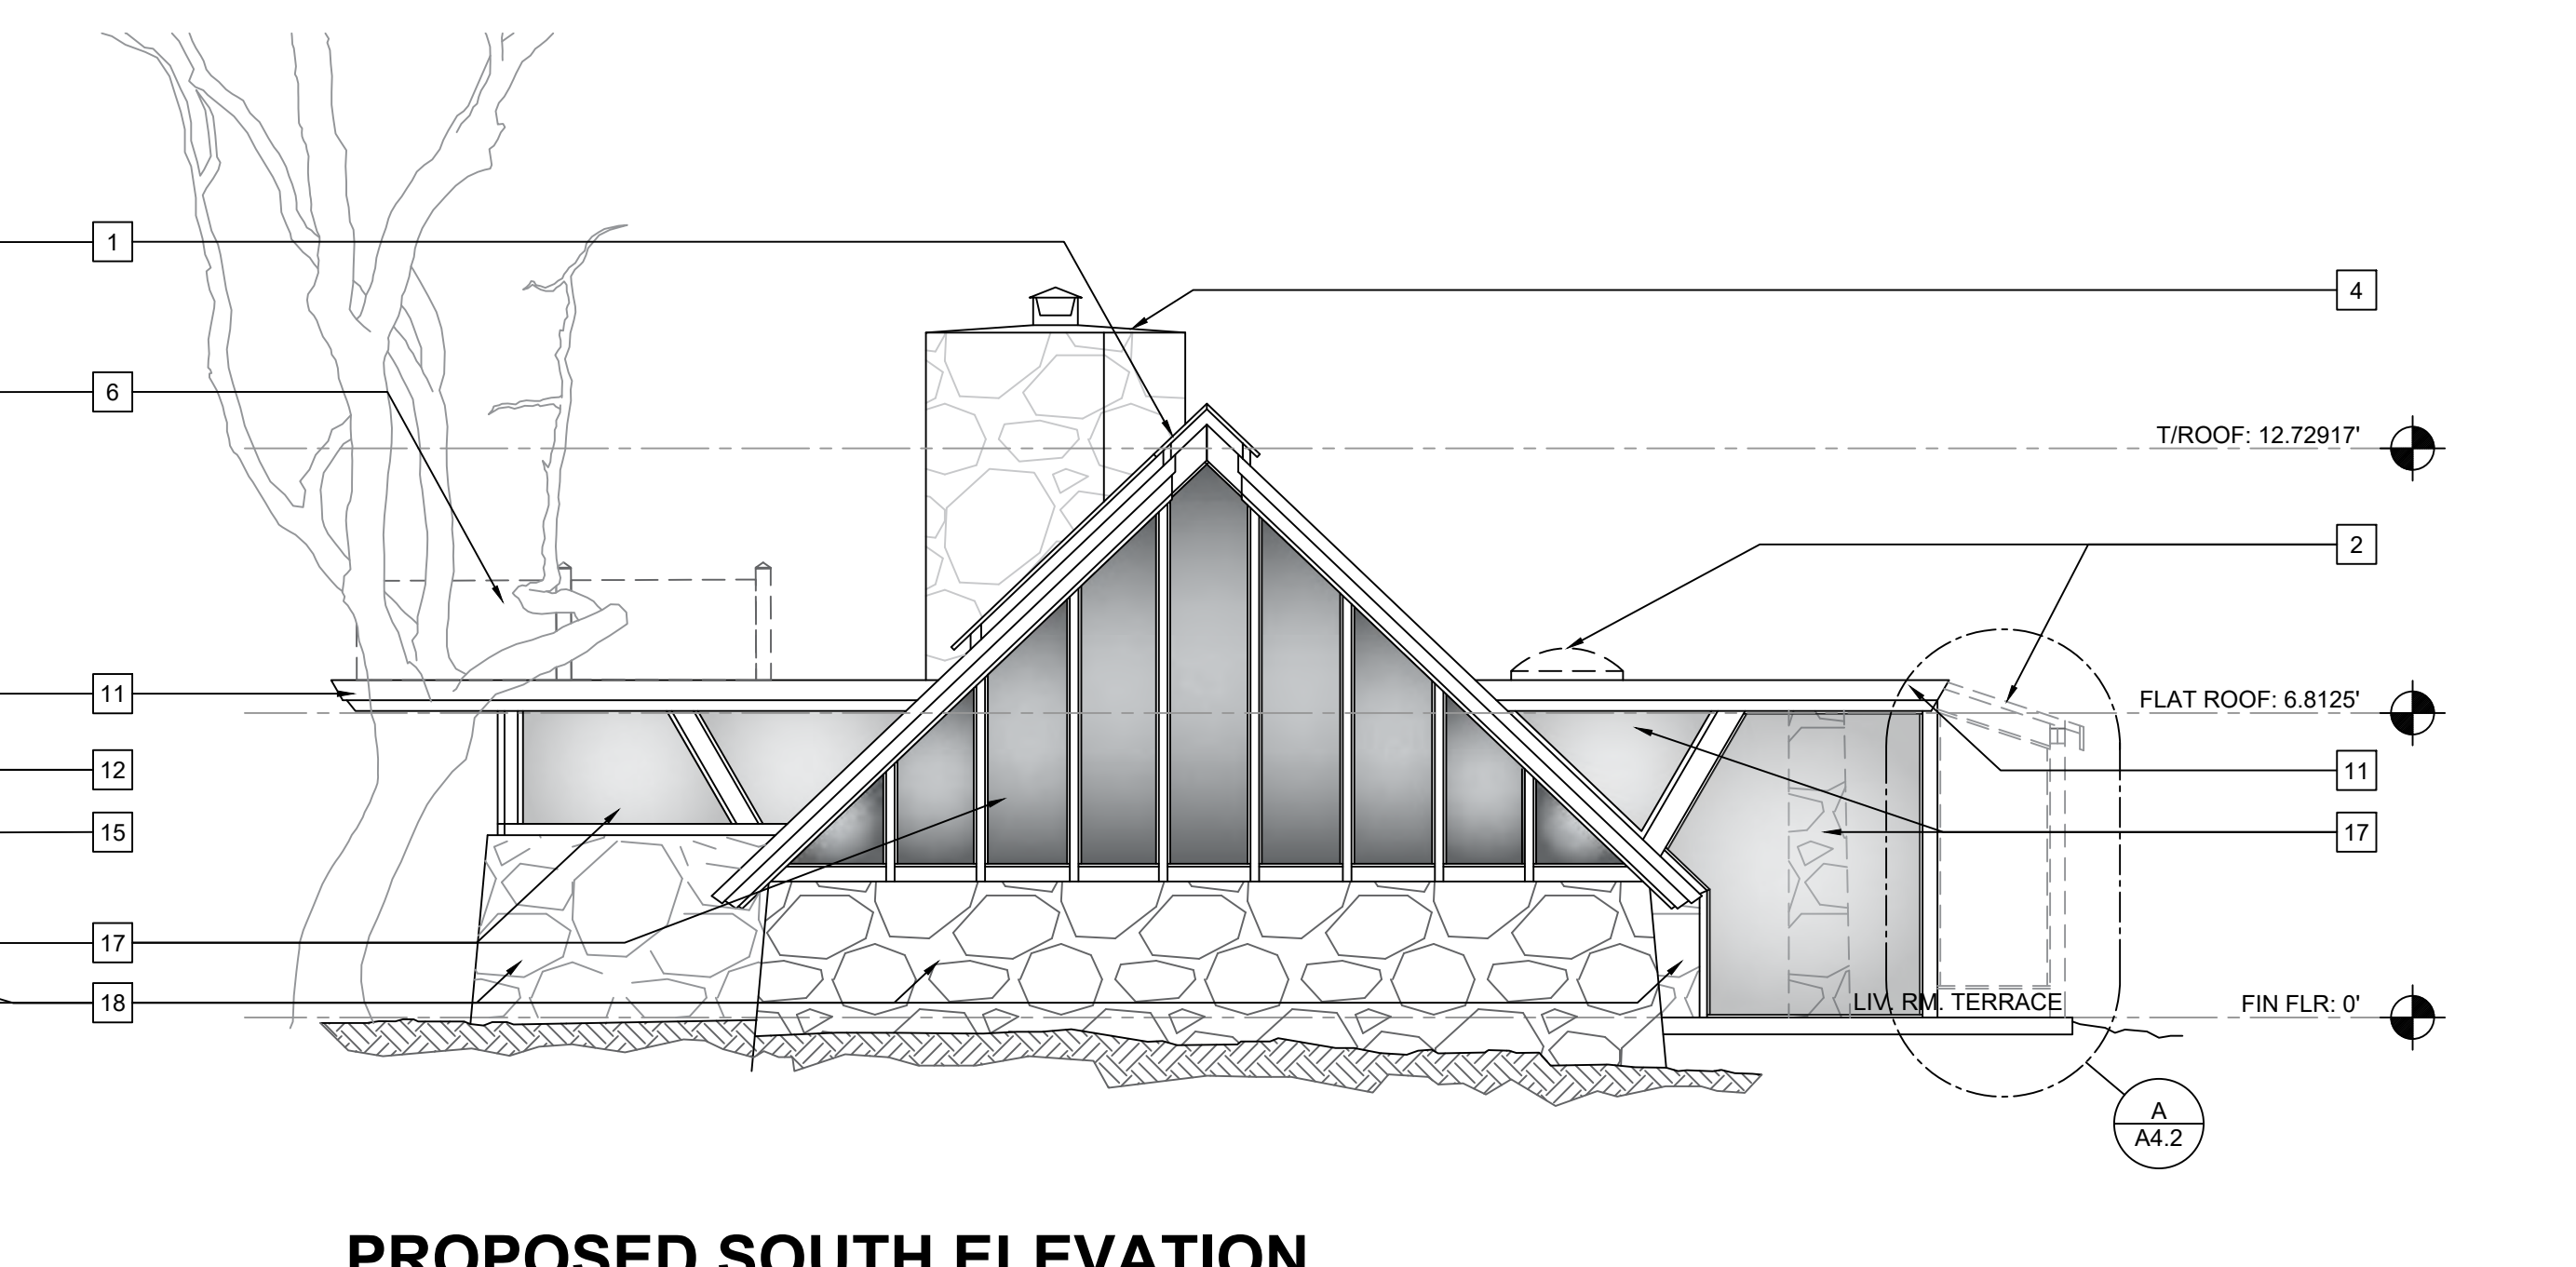 1
4
6
T/ROOF: 12.72917'
2
11
FLAT ROOF: 6.8125'
12
11
15
17
17
18
LIV. RM. TERRACE
FIN FLR: 0'
A
A4.2
PROPOSED SOUTH ELEVATION